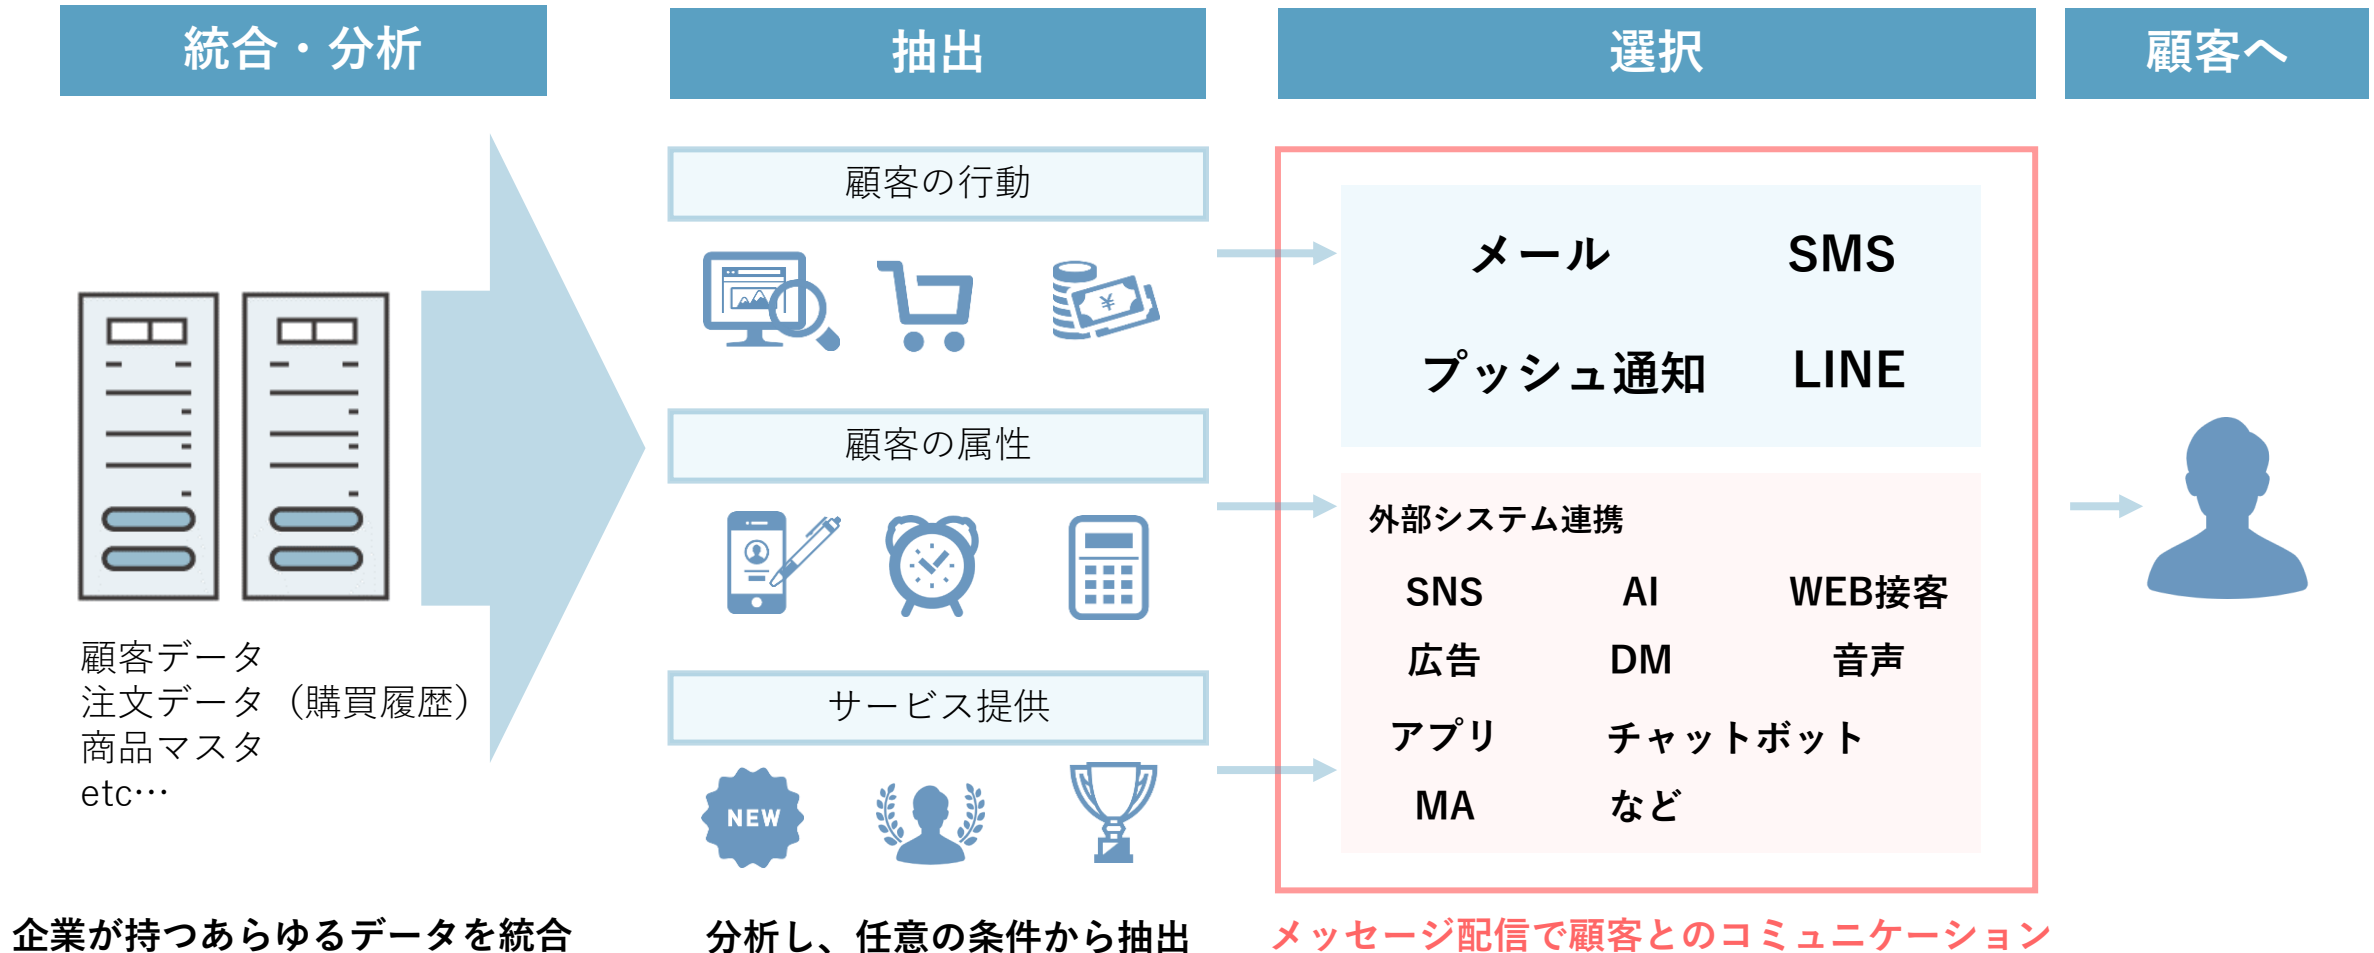 統合・分析
抽出
選択
顧客へ
顧客データ
注文データ（購買履歴）
商品マスタ
etc…
企業が持つあらゆるデータを統合
顧客の行動
¥
顧客の属性
サービス提供
NEW
分析し、任意の条件から抽出
メール SMS
プッシュ通知 LINE
外部システム連携
SNS AI WEB接客
広告 DM 音声
アプリ チャットボット
MA など
メッセージ配信で顧客とのコミュニケーション